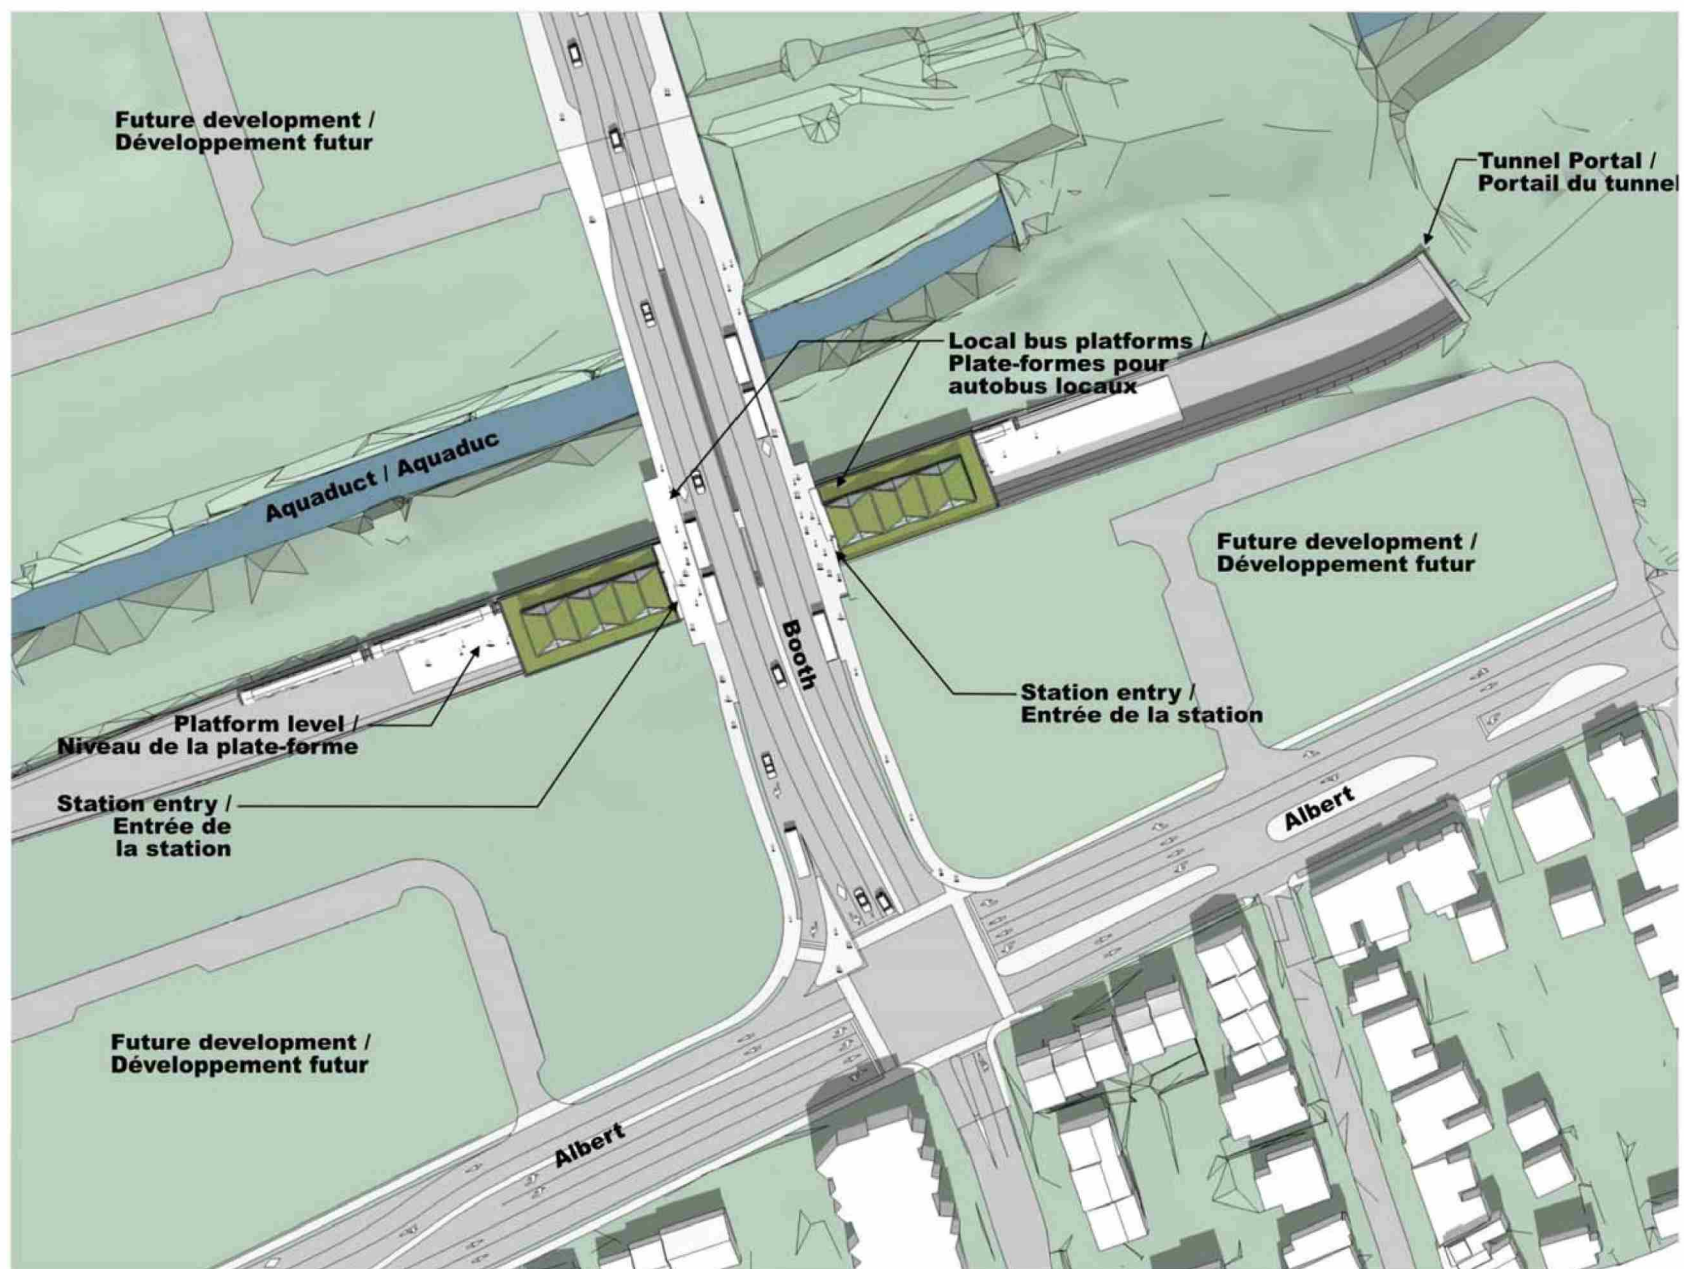 Future development /
Développement futur
Tunnel Portal /
Portail du tunnel
Local bus platforms /
Plate-formes pour
autobus locaux
Aquaduct / Aquaduc
Future development /
Développement futur
Booth
Station entry /
Entrée de la station
Platform level /
Niveau de la plate-forme
Station entry /
Entrée de
la station
Albert
Future development /
Développement futur
Albert